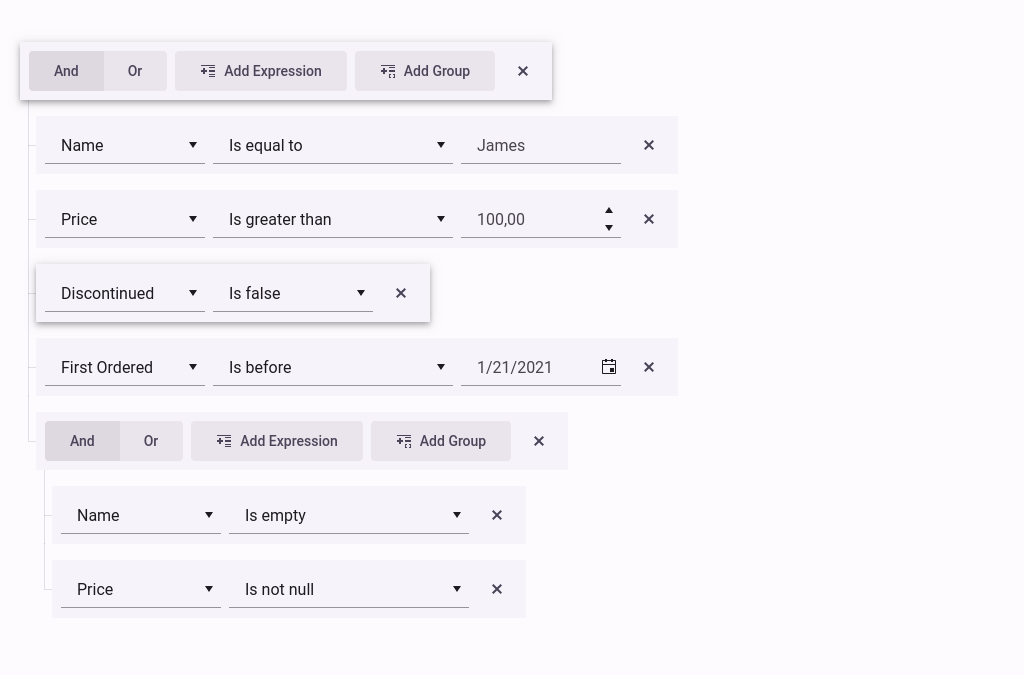 And Or Add Expression Add Group
Name Is equal to James
Price Is greater than 100,00
Discontinued Is false
First Ordered Is before 1/21/2021
And Or Add Expression Add Group
Name Is empty
Price Is not null